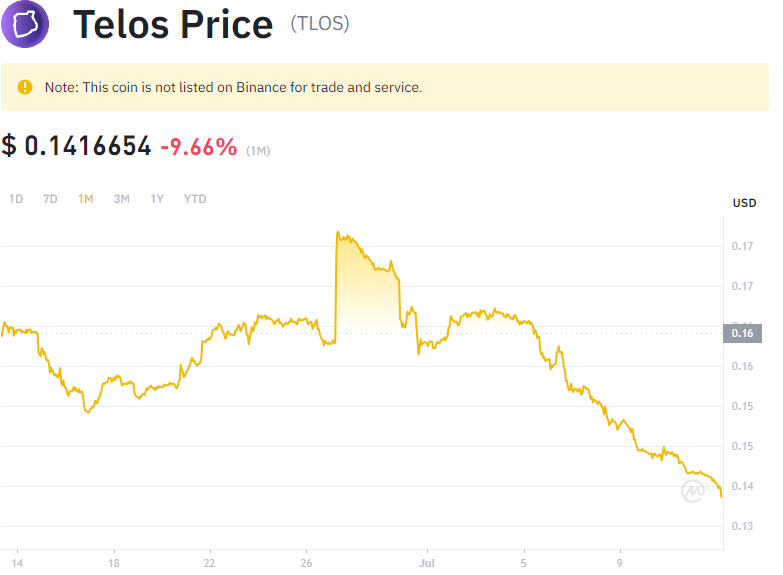 Telos Price (TLOS)
Note: This coin is not listed on Binance for trade and service.
$ 0.1416654 -9.66% (1M)
1D 7D 1M 3M 1Y YTD
USD
0.17
0.17
0.16
0.16
0.15
0.15
0.14
0.13
14 18 22 26 Jul 5 9